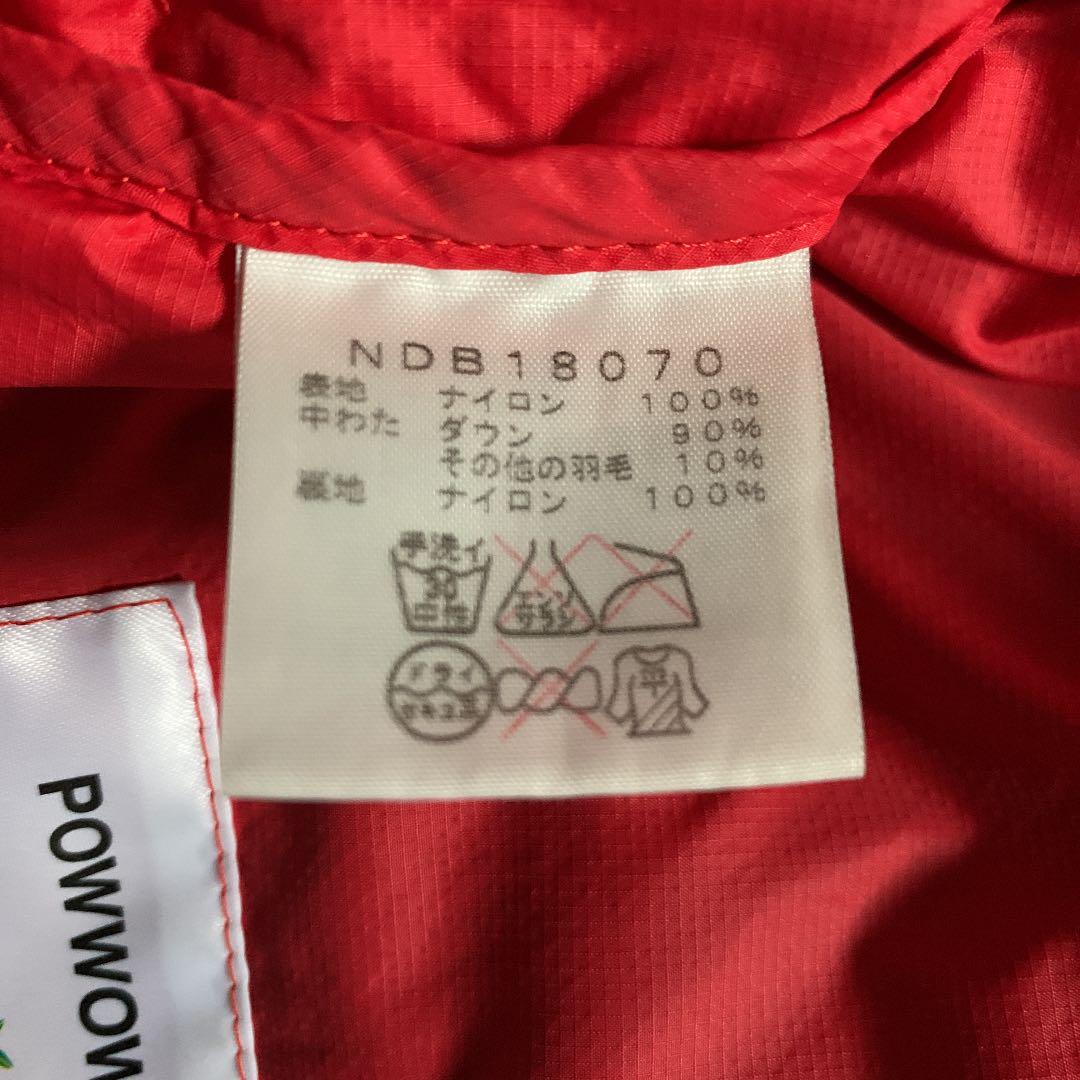 NDB18070
表地 ナイロン 100%
中わた ダウン 90%
その他の羽毛 10%
裏地 ナイロン 100%
手洗イ
30
中性
エンソ
サラシ
ドライ
セキユ系
平
POWWOW